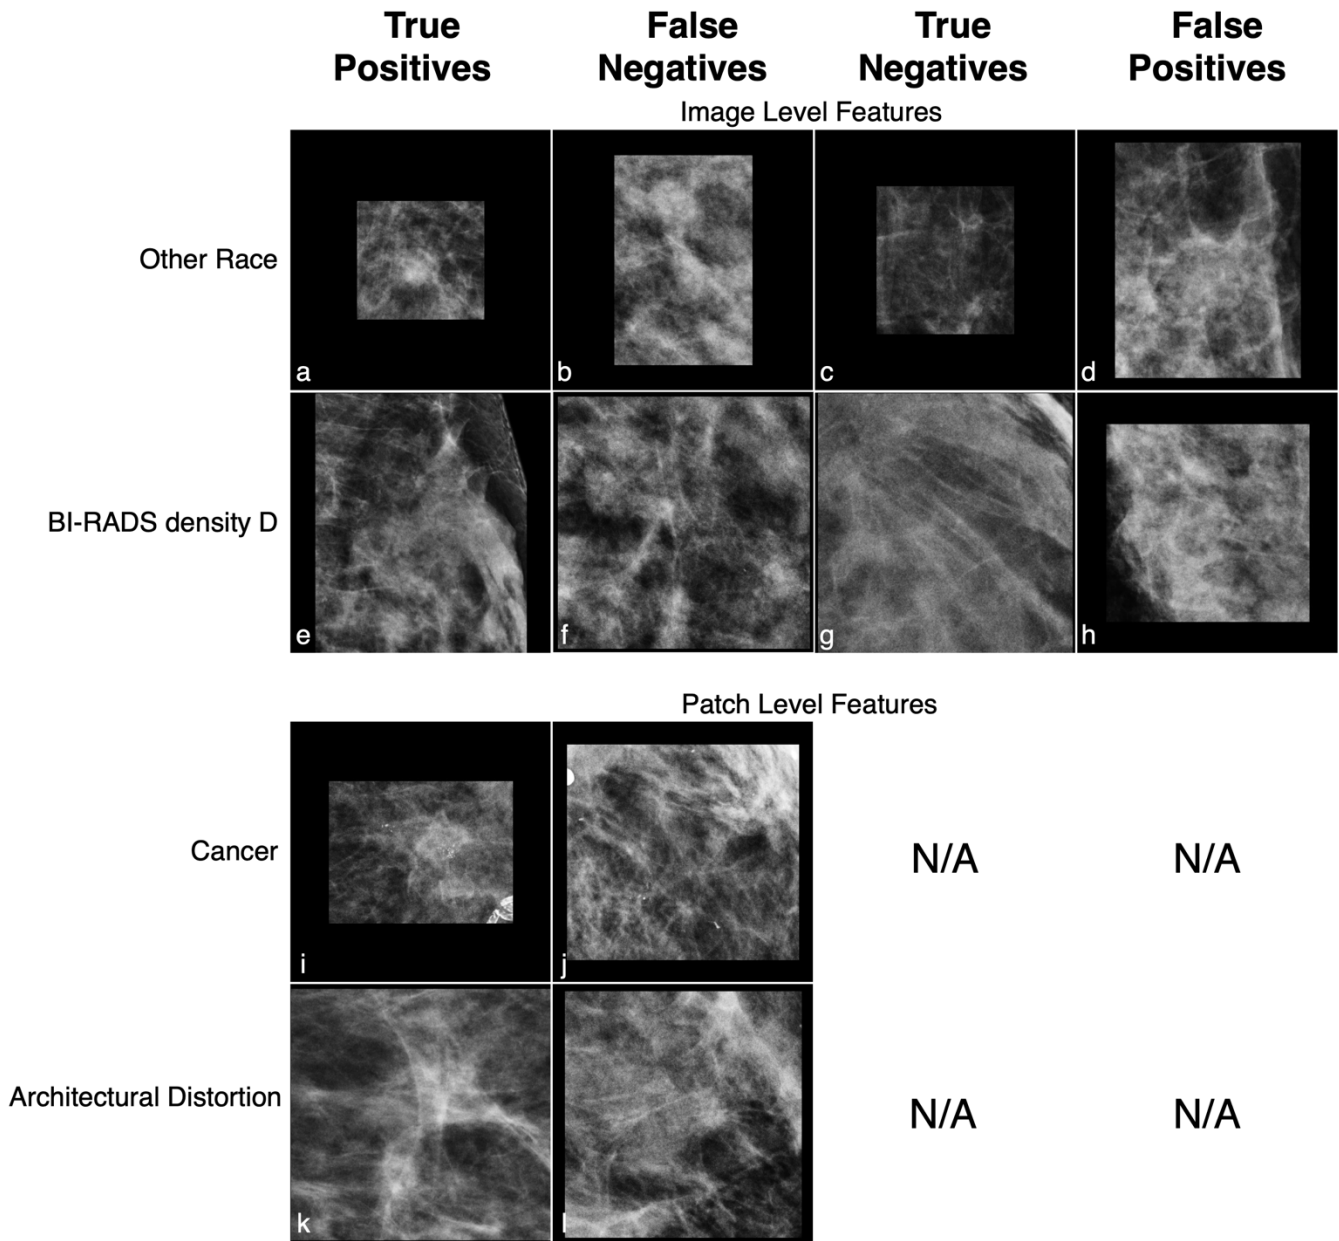 True Positives
False Negatives
True Negatives
False Positives
Image Level Features
Other Race
a
b
c
d
BI-RADS density D
e
f
g
h
Patch Level Features
Cancer
i
j
N/A
N/A
Architectural Distortion
k
l
N/A
N/A